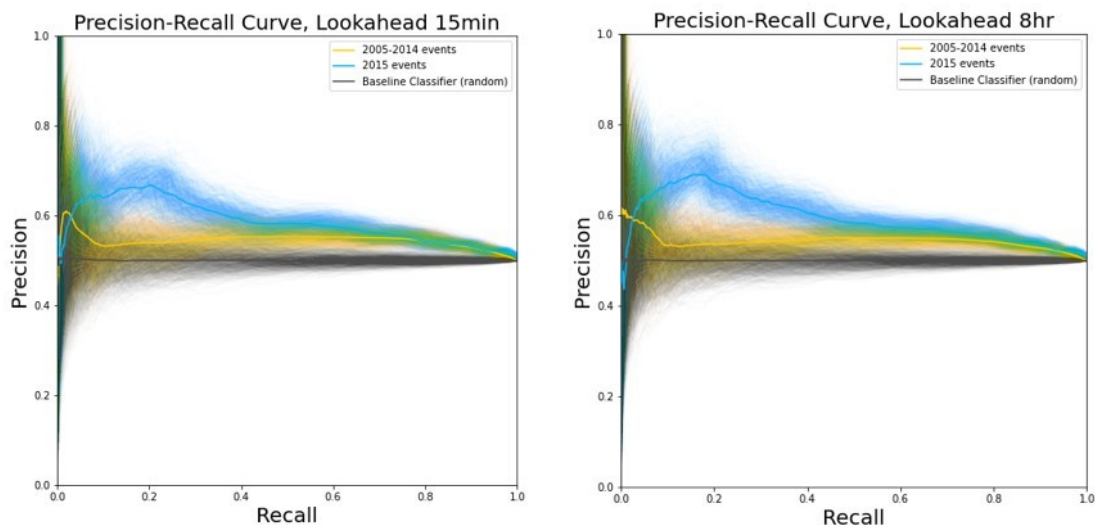 Precision-Recall Curve, Lookahead 15min
1.0
0.8
0.6
0.4
0.2
0.0
Precision
2005-2014 events
2015 events
Baseline Classifier (random)
0.0 0.2 0.4 0.6 0.8 1.0
Recall
Precision-Recall Curve, Lookahead 8hr
1.0
0.8
0.6
0.4
0.2
0.0
Precision
2005-2014 events
2015 events
Baseline Classifier (random)
0.0 0.2 0.4 0.6 0.8 1.0
Recall